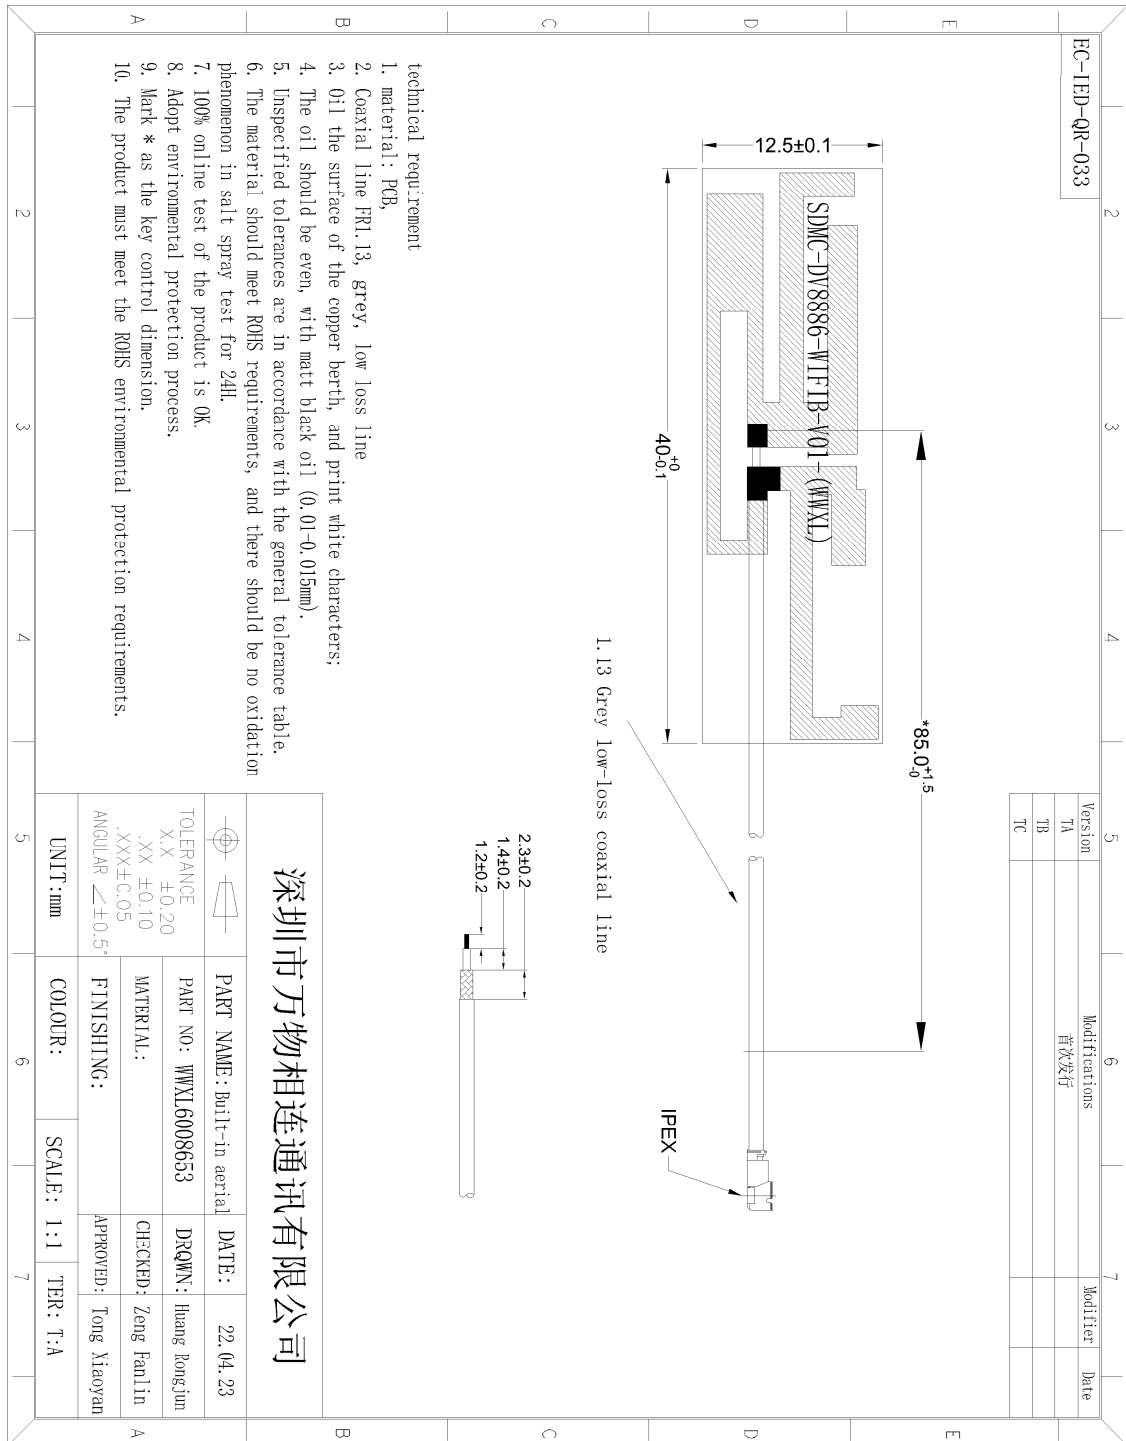 EC-IED-QR-033
Version
Modifications
Modifier
Date
TA
首次发行
TB
TC
12.5±0.1
SDMC-DV8886-WIFIB-V01-(WWXL)
40 +0 -0.1
*85.0 +1.5 -0
1.13 Grey low-loss coaxial line
IPEX
2.3±0.2
1.4±0.2
1.2±0.2
technical requirement
1. material: PCB,
2. Coaxial line FR1.13, grey, low loss line
3. Oil the surface of the copper berth, and print white characters;
4. The oil should be even, with matt black oil (0.01-0.015mm).
5. Unspecified tolerances are in accordance with the general tolerance table.
6. The material should meet ROHS requirements, and there should be no oxidation
phenomenon in salt spray test for 24H.
7. 100% online test of the product is OK.
8. Adopt environmental protection process.
9. Mark * as the key control dimension.
10. The product must meet the ROHS environmental protection requirements.
深圳市万物相连通讯有限公司
TOLERANCE
X.X ±0.20
.XX ±0.10
.XXX±0.05
ANGULAR ∠±0.5°
UNIT:mm
PART NAME: Built-in aerial
DATE: 22.04.23
PART NO: WWXL6008653
DRQWN: Huang Rongjun
MATERIAL:
CHECKED: Zeng Fanlin
FINISHING:
APPROVED: Tong Xiaoyan
COLOUR:
SCALE: 1:1
TER: T:A
2
3
4
5
6
7
2
3
4
5
6
7
A
B
C
D
E
A
B
C
D
E